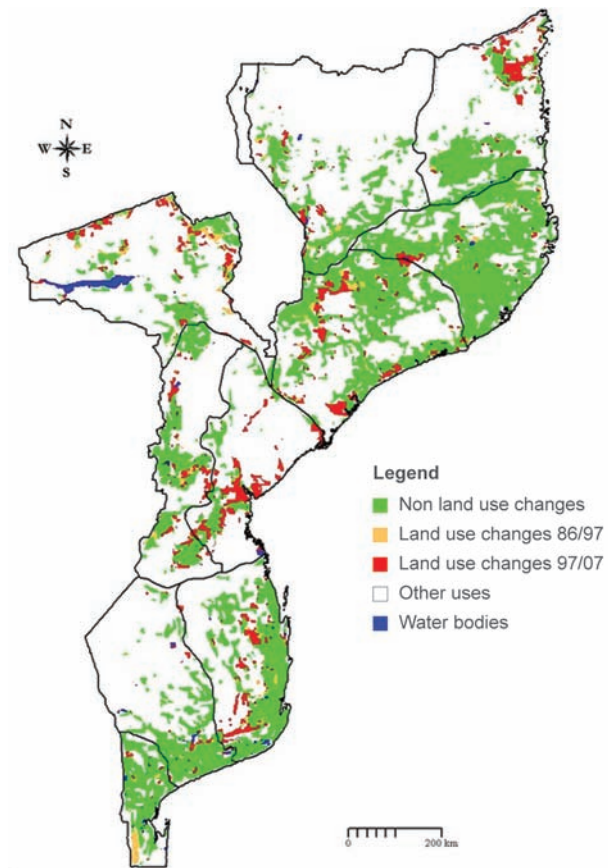 N
W E
S
Legend
Non land use changes
Land use changes 86/97
Land use changes 97/07
Other uses
Water bodies
0 200 km